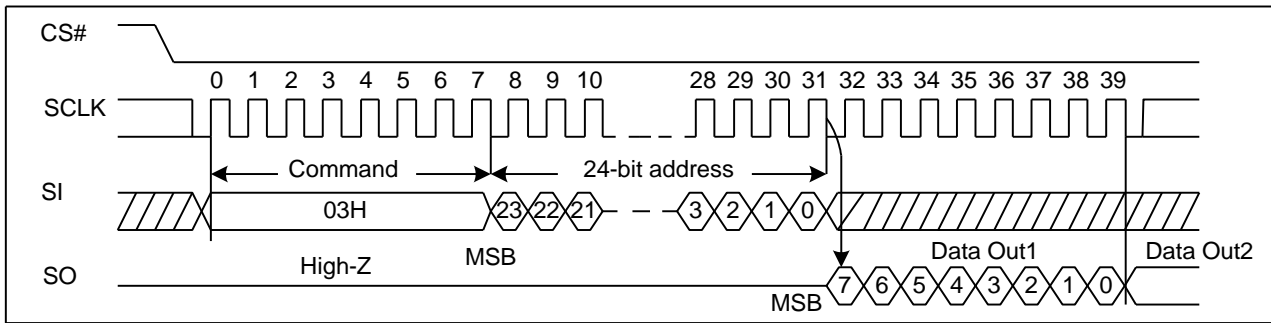 CS#
0 1 2 3 4 5 6 7 8 9 10 28 29 30 31 32 33 34 35 36 37 38 39
SCLK
Command 24-bit address
SI
03H 23 22 21 3 2 1 0
High-Z MSB Data Out1 Data Out2
SO
MSB 7 6 5 4 3 2 1 0